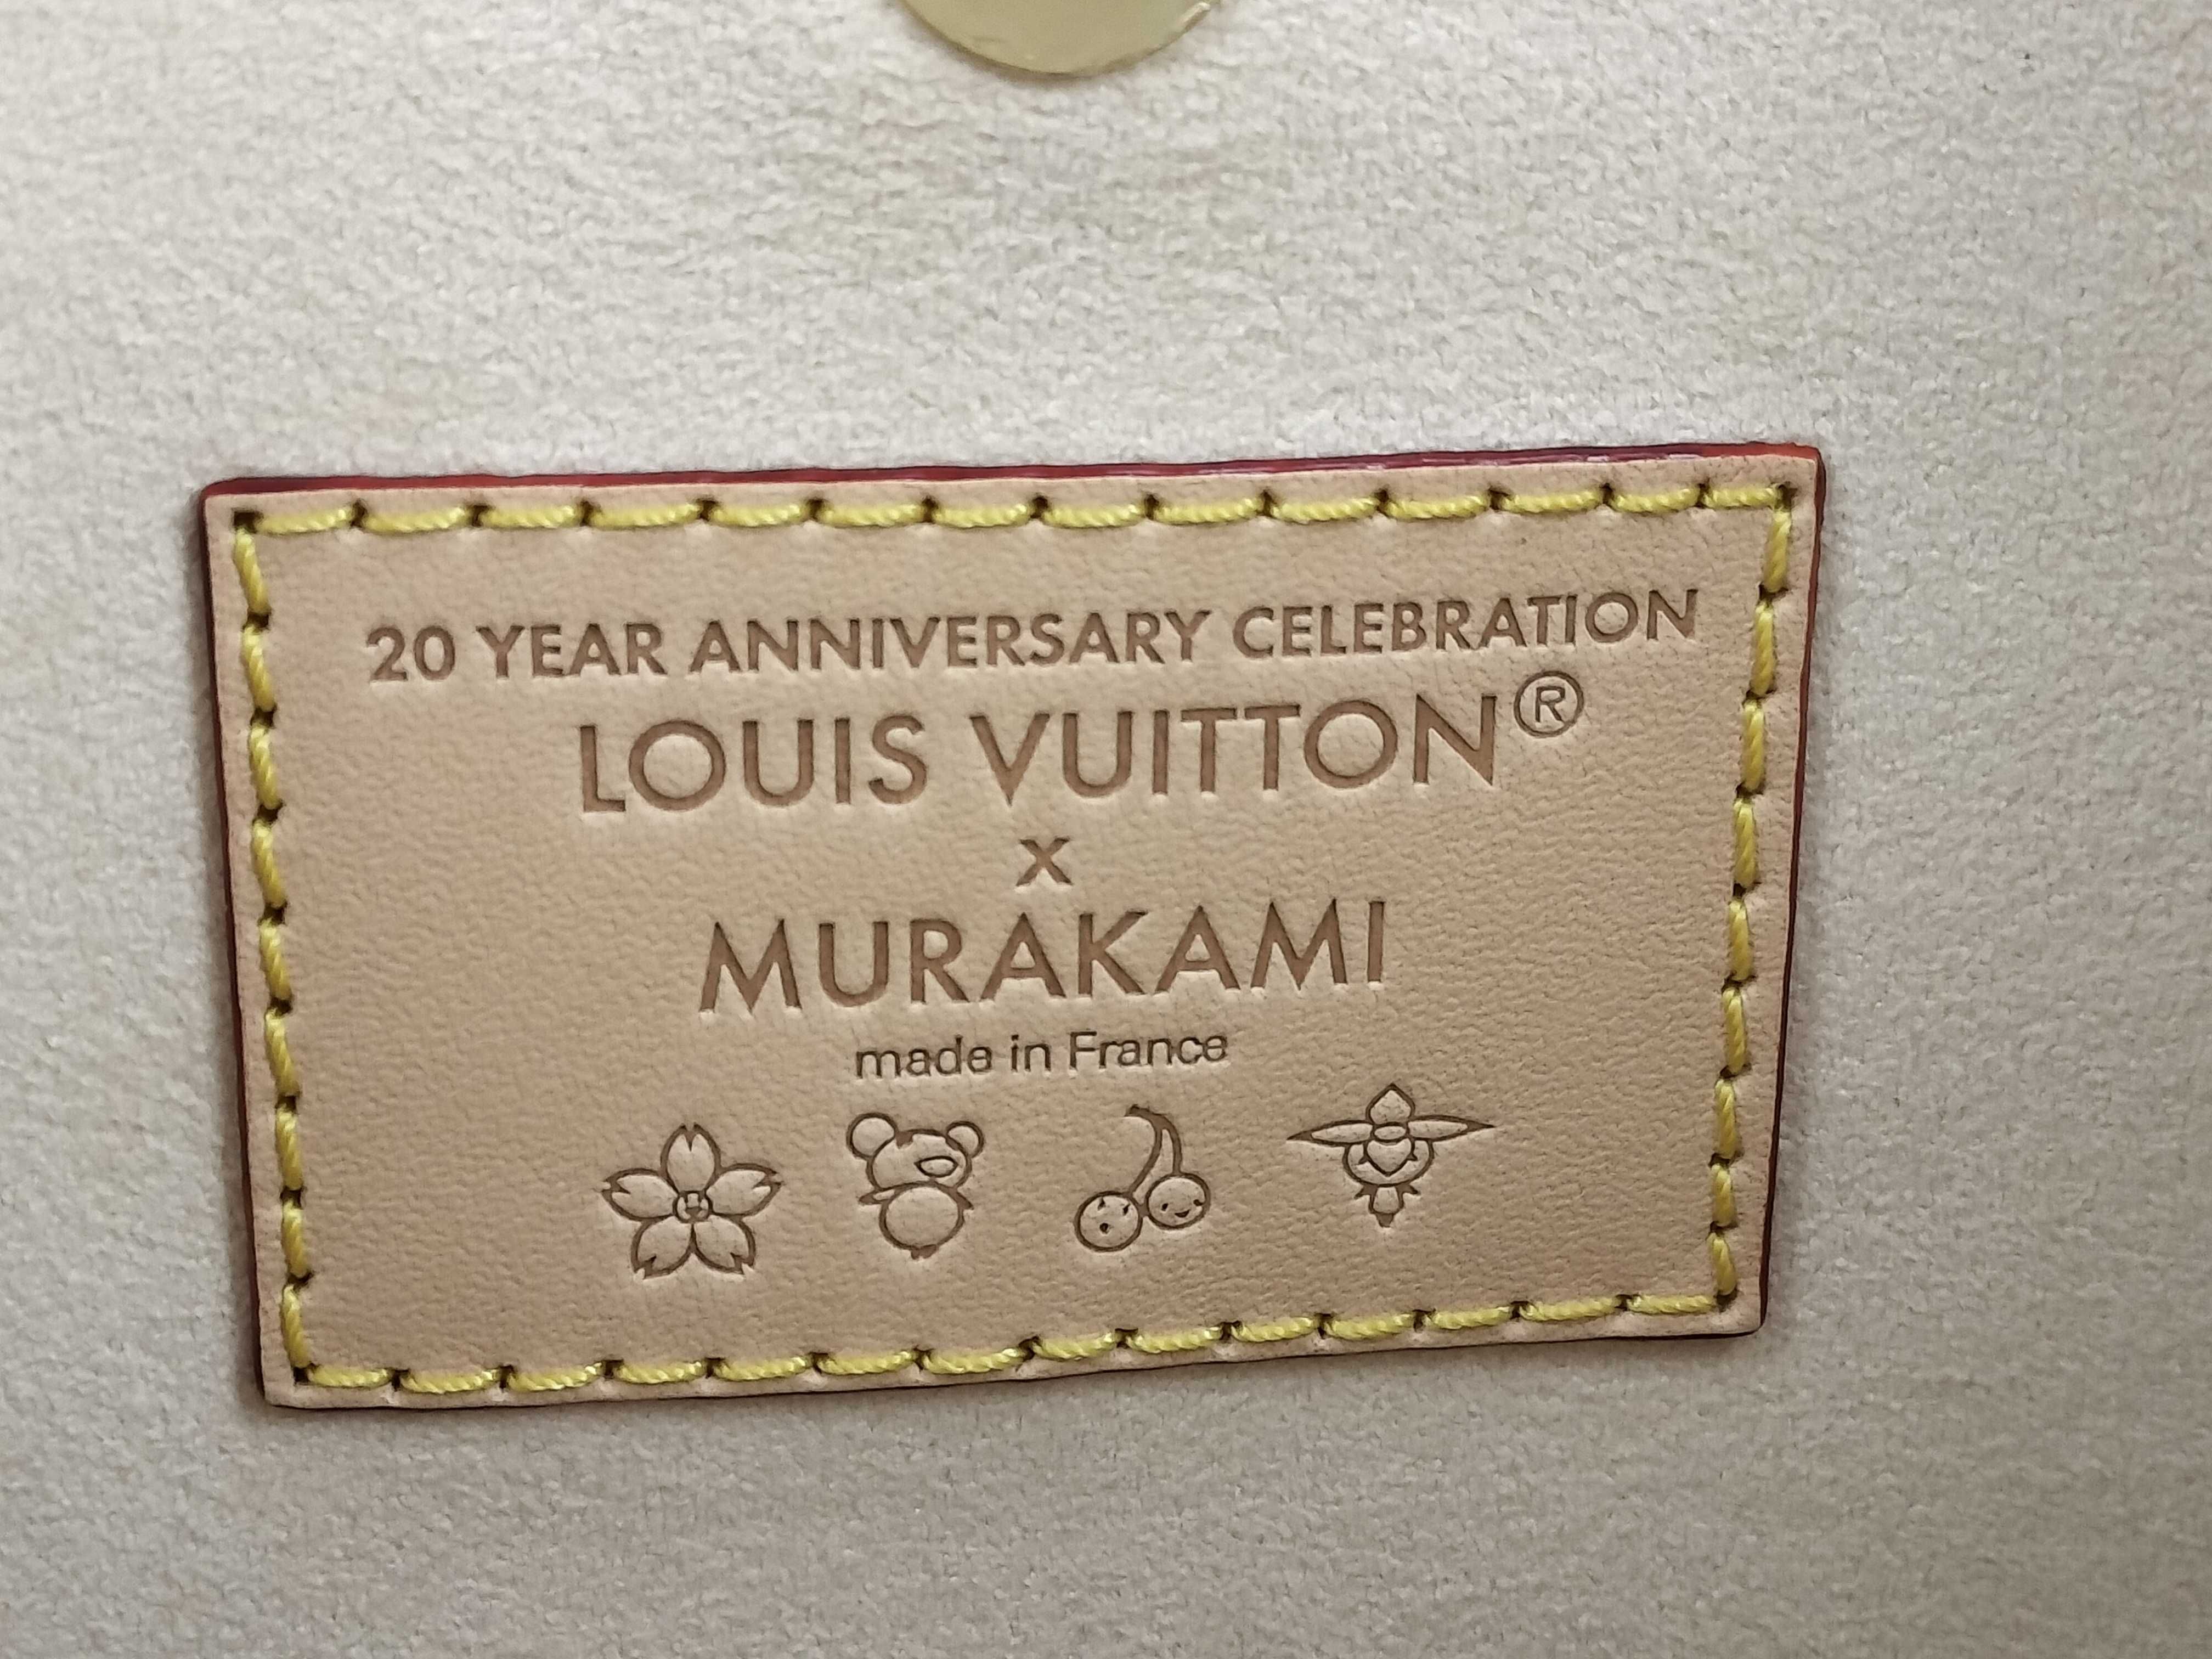 20 YEAR ANNIVERSARY CELEBRATION
LOUIS VUITTON®
x
MURAKAMI
made in France